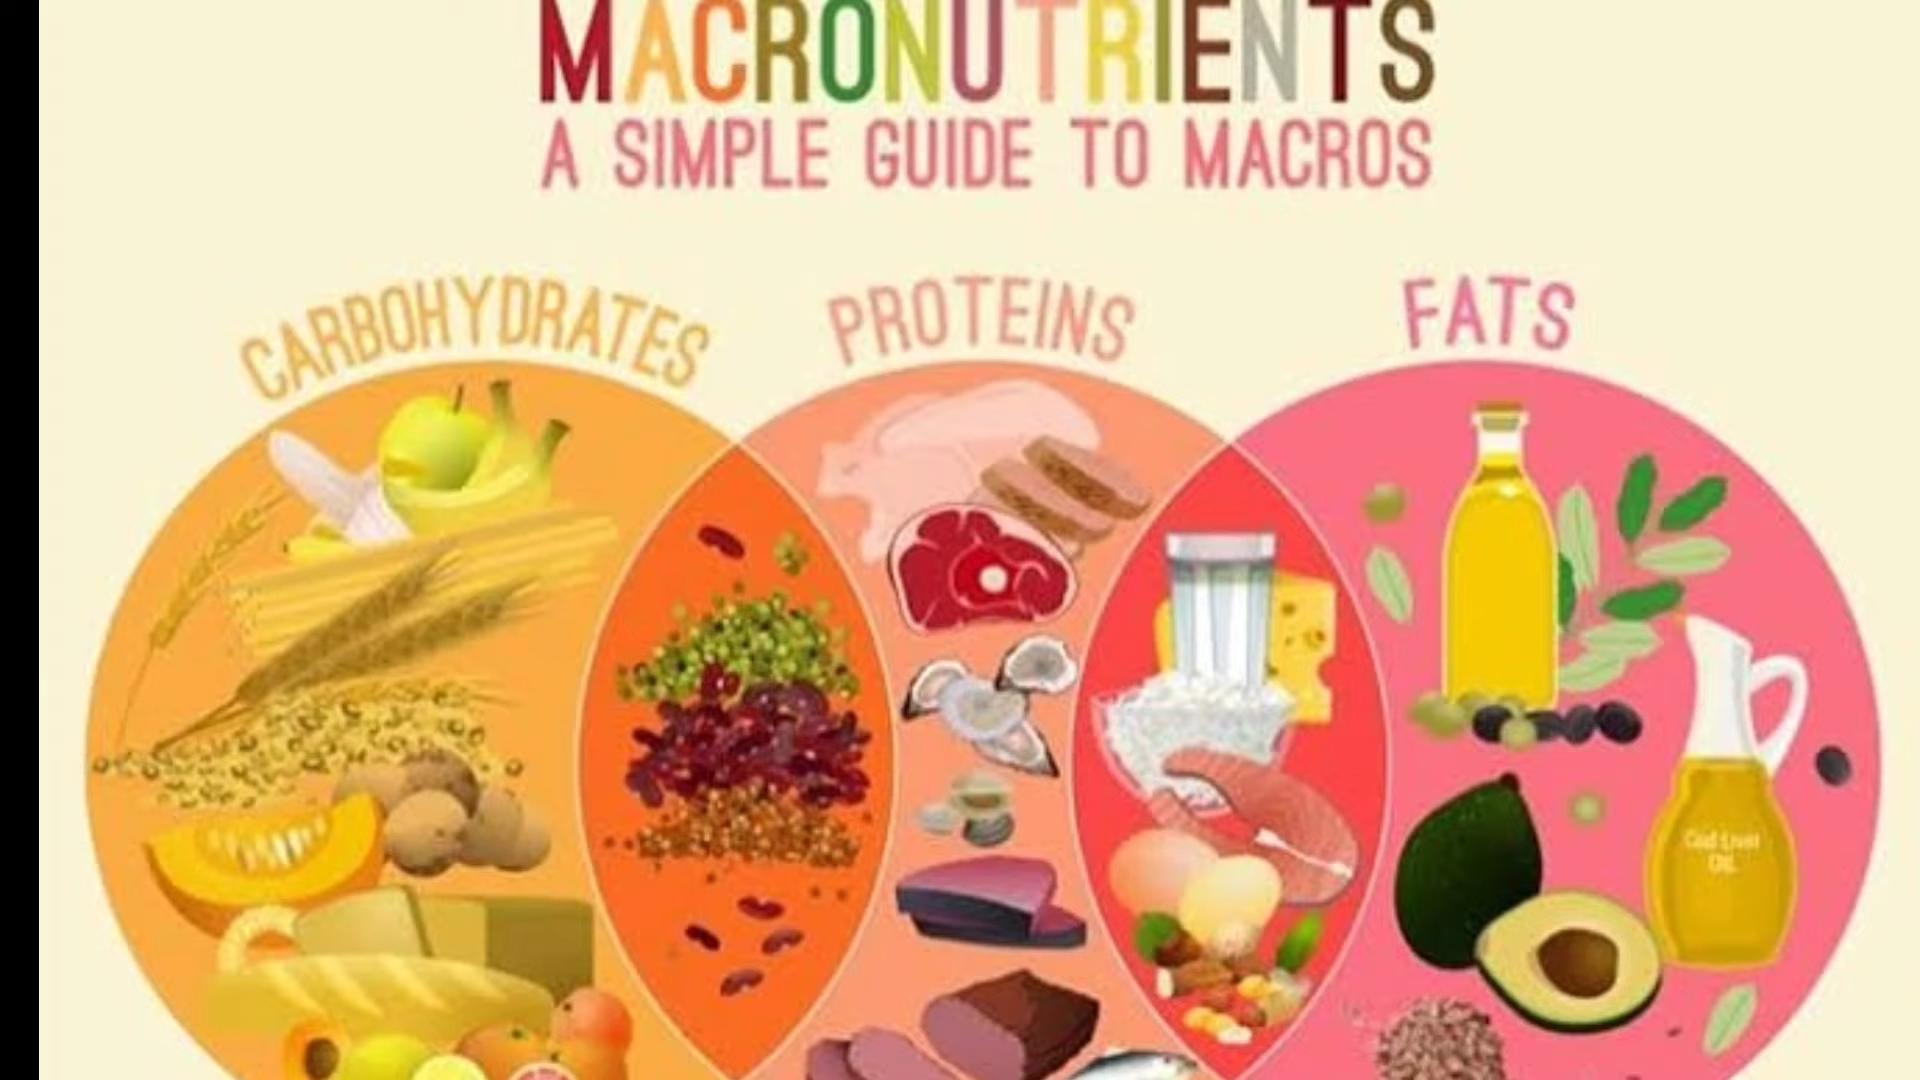 MACRONUTRIENTS
A SIMPLE GUIDE TO MACROS
CARBOHYDRATES
PROTEINS
FATS
Cod Liver
OIL